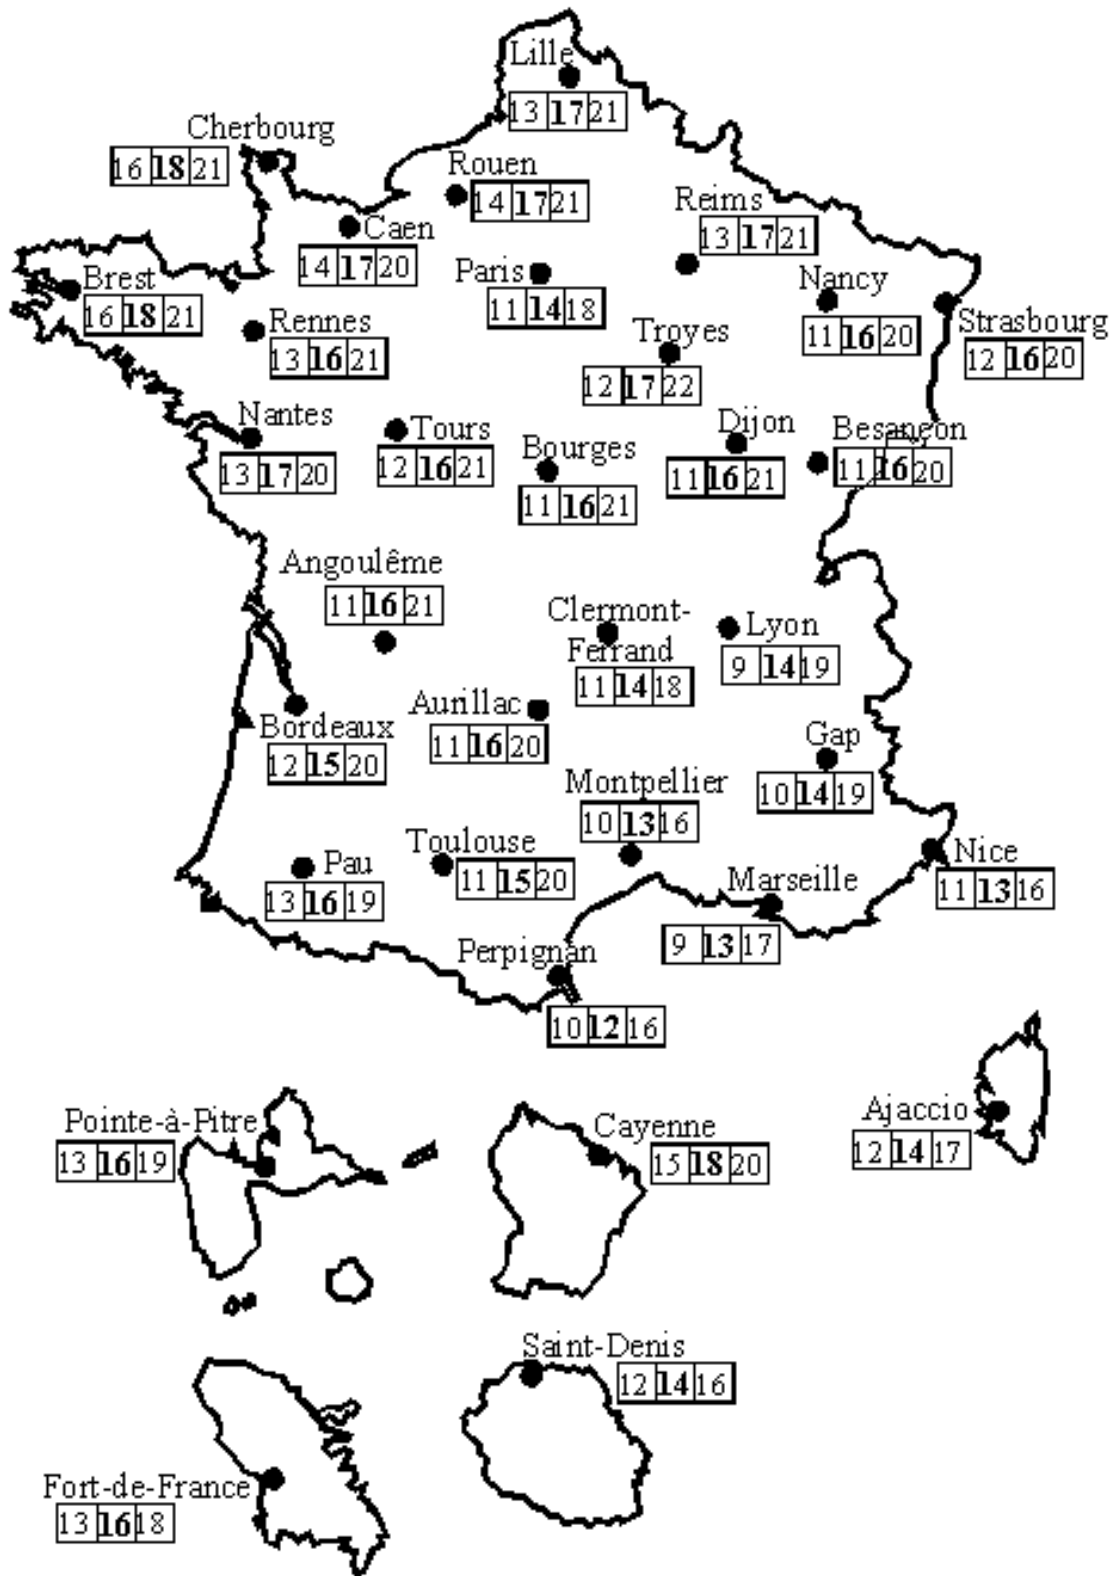 Lille
13 17 21
Cherbourg
16 18 21
Rouen
14 17 21
Reims
13 17 21
Caen
14 17 20
Paris
11 14 18
Nancy
11 16 20
Brest
16 18 21
Rennes
13 16 21
Troyes
12 17 22
Strasbourg
12 16 20
Nantes
13 17 20
Tours
12 16 21
Bourges
11 16 21
Dijon
11 16 21
Besançon
11 16 20
Angoulême
11 16 21
Clermont-
Ferrand
11 14 18
Lyon
9 14 19
Aurillac
11 16 20
Bordeaux
12 15 20
Gap
10 14 19
Montpellier
10 13 16
Toulouse
11 15 20
Pau
13 16 19
Nice
11 13 16
Marseille
9 13 17
Perpignan
10 12 16
Pointe-à-Pitre
13 16 19
Cayenne
15 18 20
Ajaccio
12 14 17
Saint-Denis
12 14 16
Fort-de-France
13 16 18